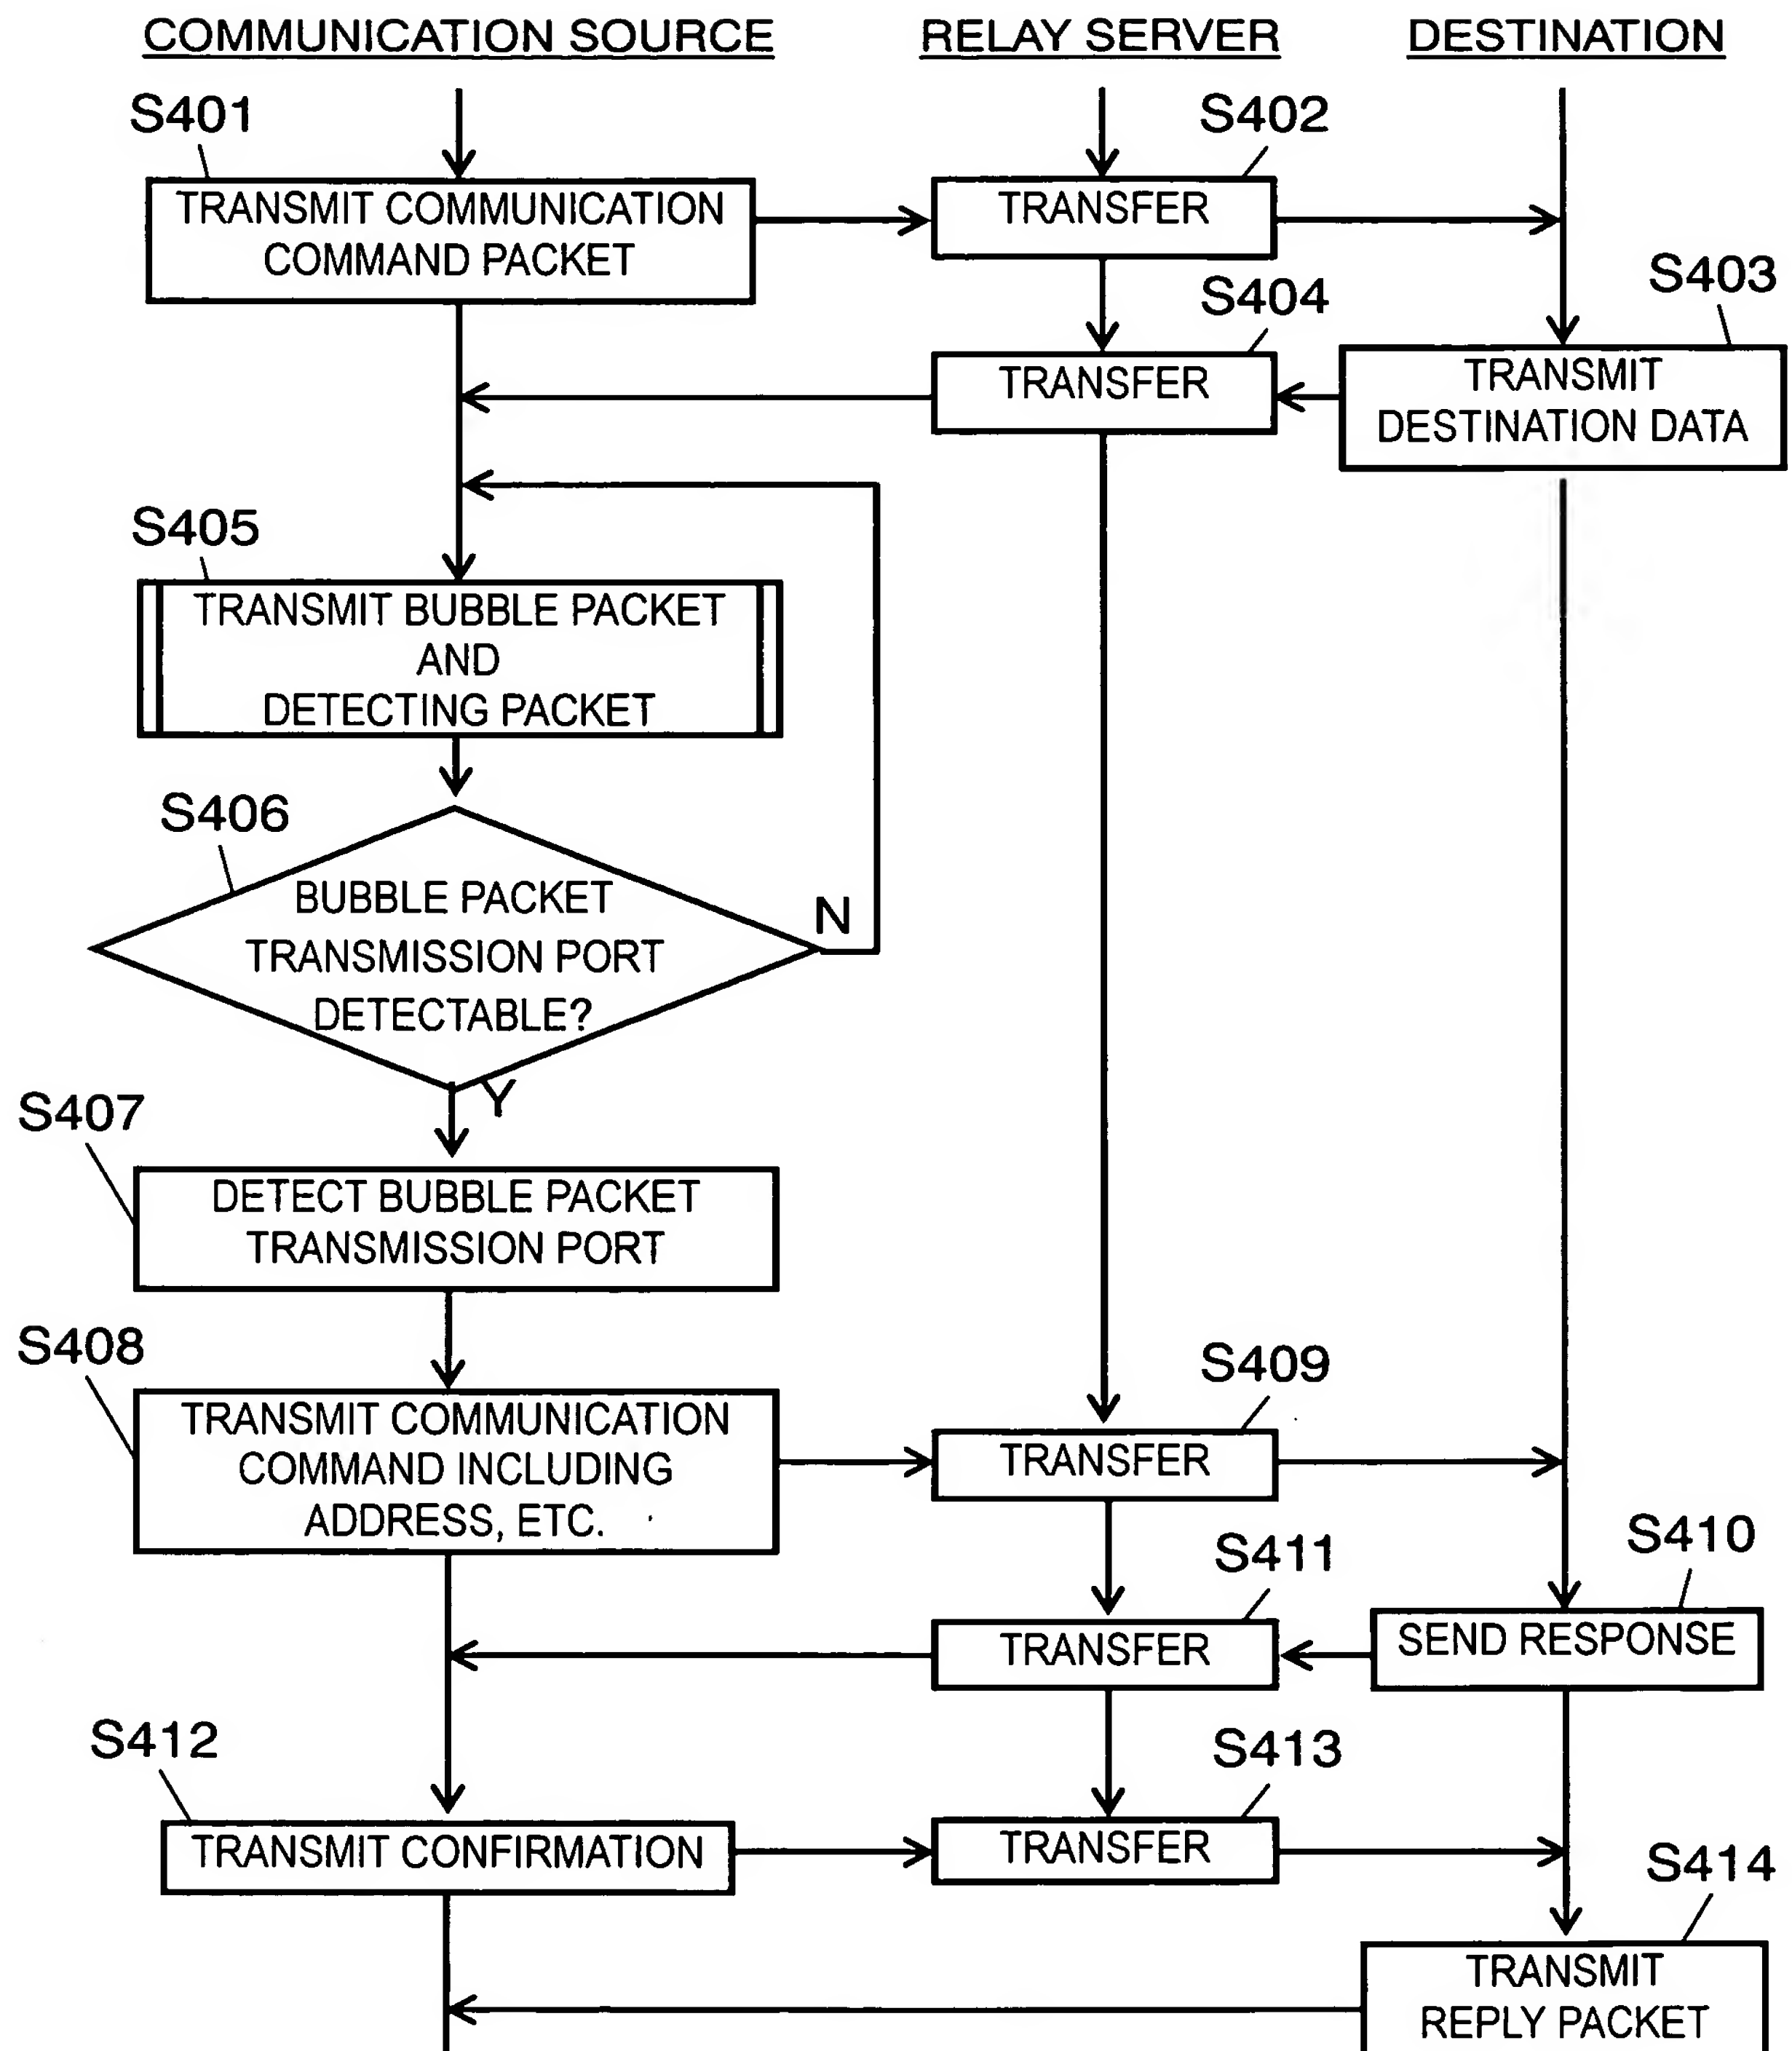 COMMUNICATION SOURCE
RELAY SERVER
DESTINATION
S401
S402
TRANSMIT COMMUNICATION
COMMAND PACKET
TRANSFER
S403
S404
TRANSFER
TRANSMIT
DESTINATION DATA
S405
TRANSMIT BUBBLE PACKET
AND
DETECTING PACKET
S406
BUBBLE PACKET
TRANSMISSION PORT
DETECTABLE?
N
Y
S407
DETECT BUBBLE PACKET
TRANSMISSION PORT
S408
TRANSMIT COMMUNICATION
COMMAND INCLUDING
ADDRESS, ETC.
S409
TRANSFER
S410
SEND RESPONSE
S411
TRANSFER
S412
TRANSMIT CONFIRMATION
S413
TRANSFER
S414
TRANSMIT
REPLY PACKET